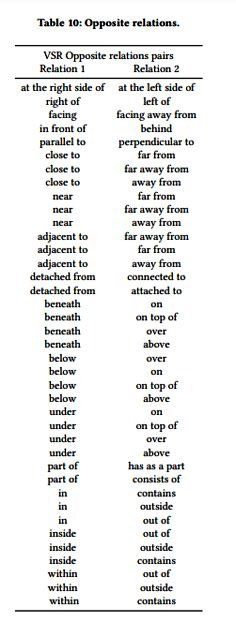 Table 10: Opposite relations.
VSR Opposite relations pairs
Relation 1 Relation 2
at the right side of at the left side of
right of left of
facing facing away from
in front of behind
parallel to perpendicular to
close to far from
close to far away from
close to away from
near far from
near far away from
near away from
adjacent to far away from
adjacent to far from
adjacent to away from
detached from connected to
detached from attached to
beneath on
beneath on top of
beneath over
beneath above
below over
below on
below on top of
below above
under on
under on top of
under over
under above
part of has as a part
part of consists of
in contains
in outside
in out of
inside out of
inside outside
inside contains
within out of
within outside
within contains